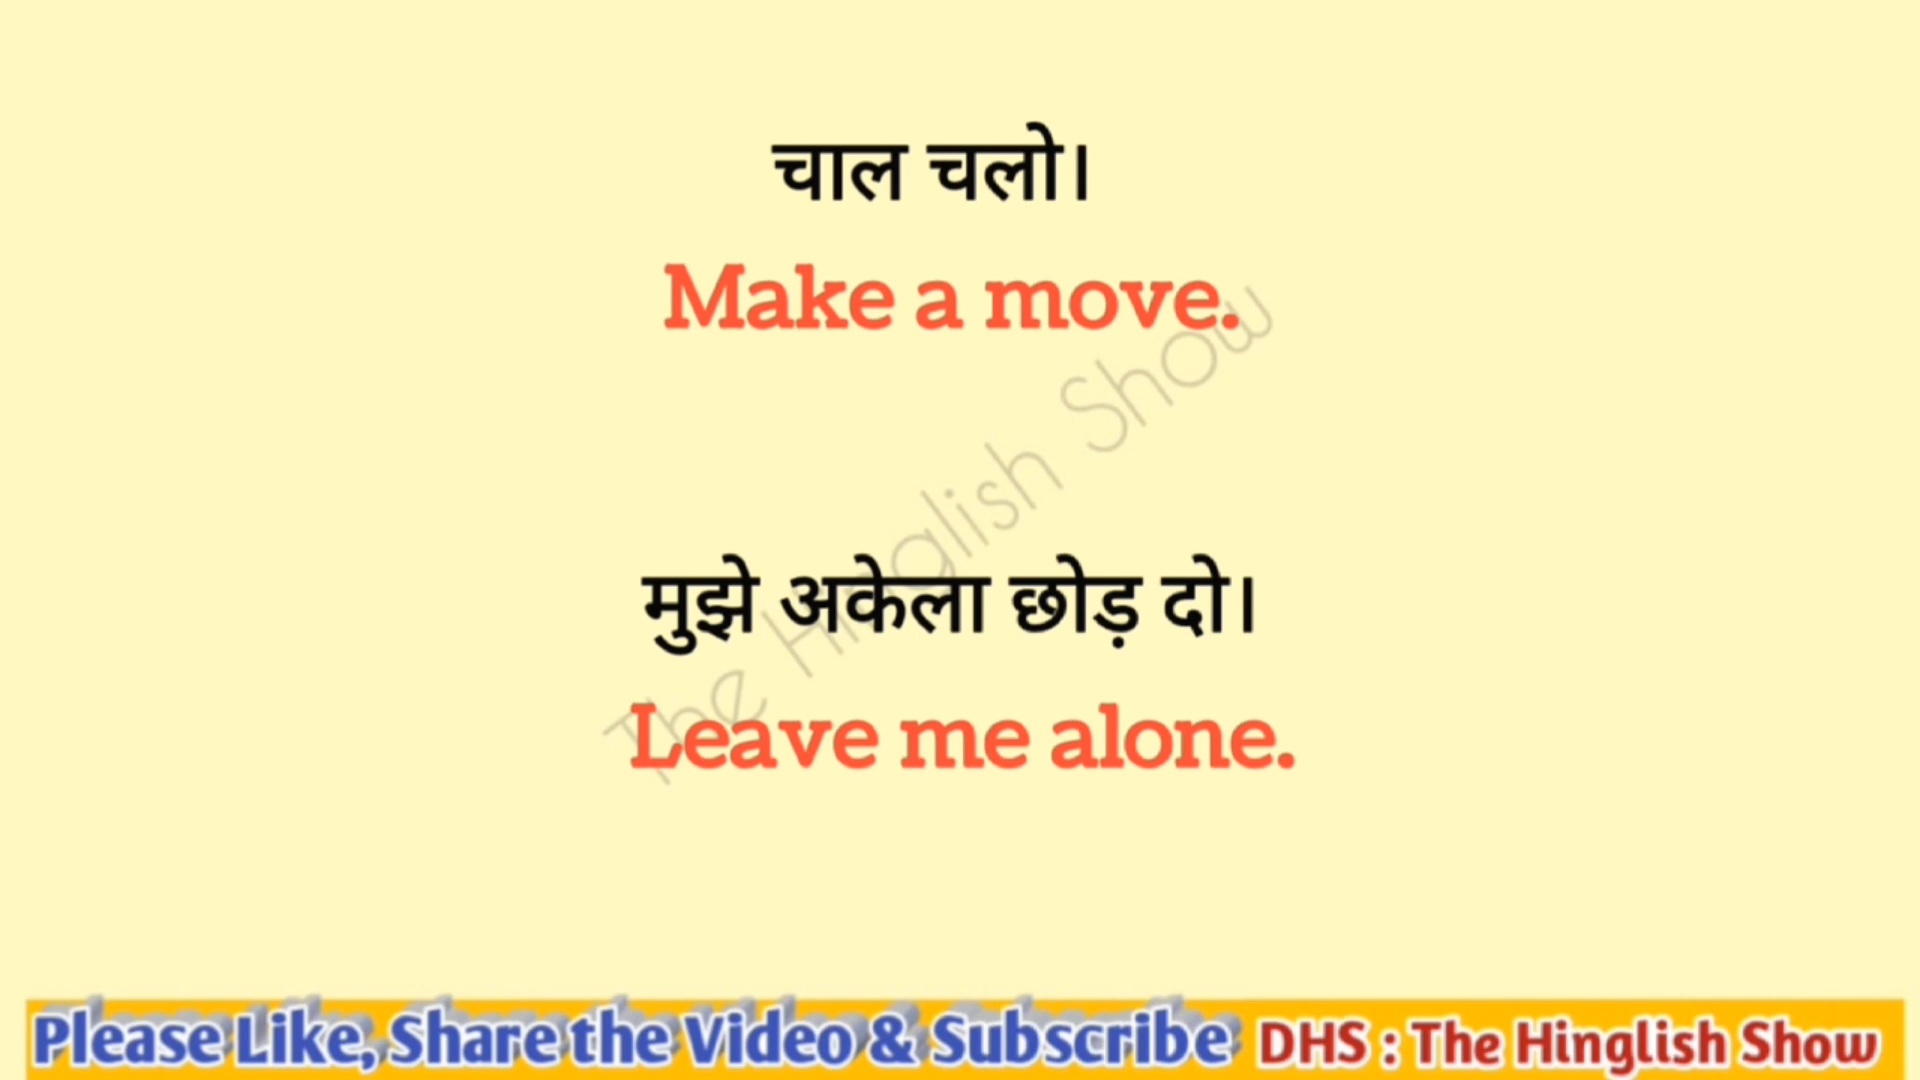 चाल चलो।
Make a move.
The Hinglish Show
मुझे अकेला छोड़ दो।
Leave me alone.
Please Like, Share the Video & Subscribe DHS : The Hinglish Show